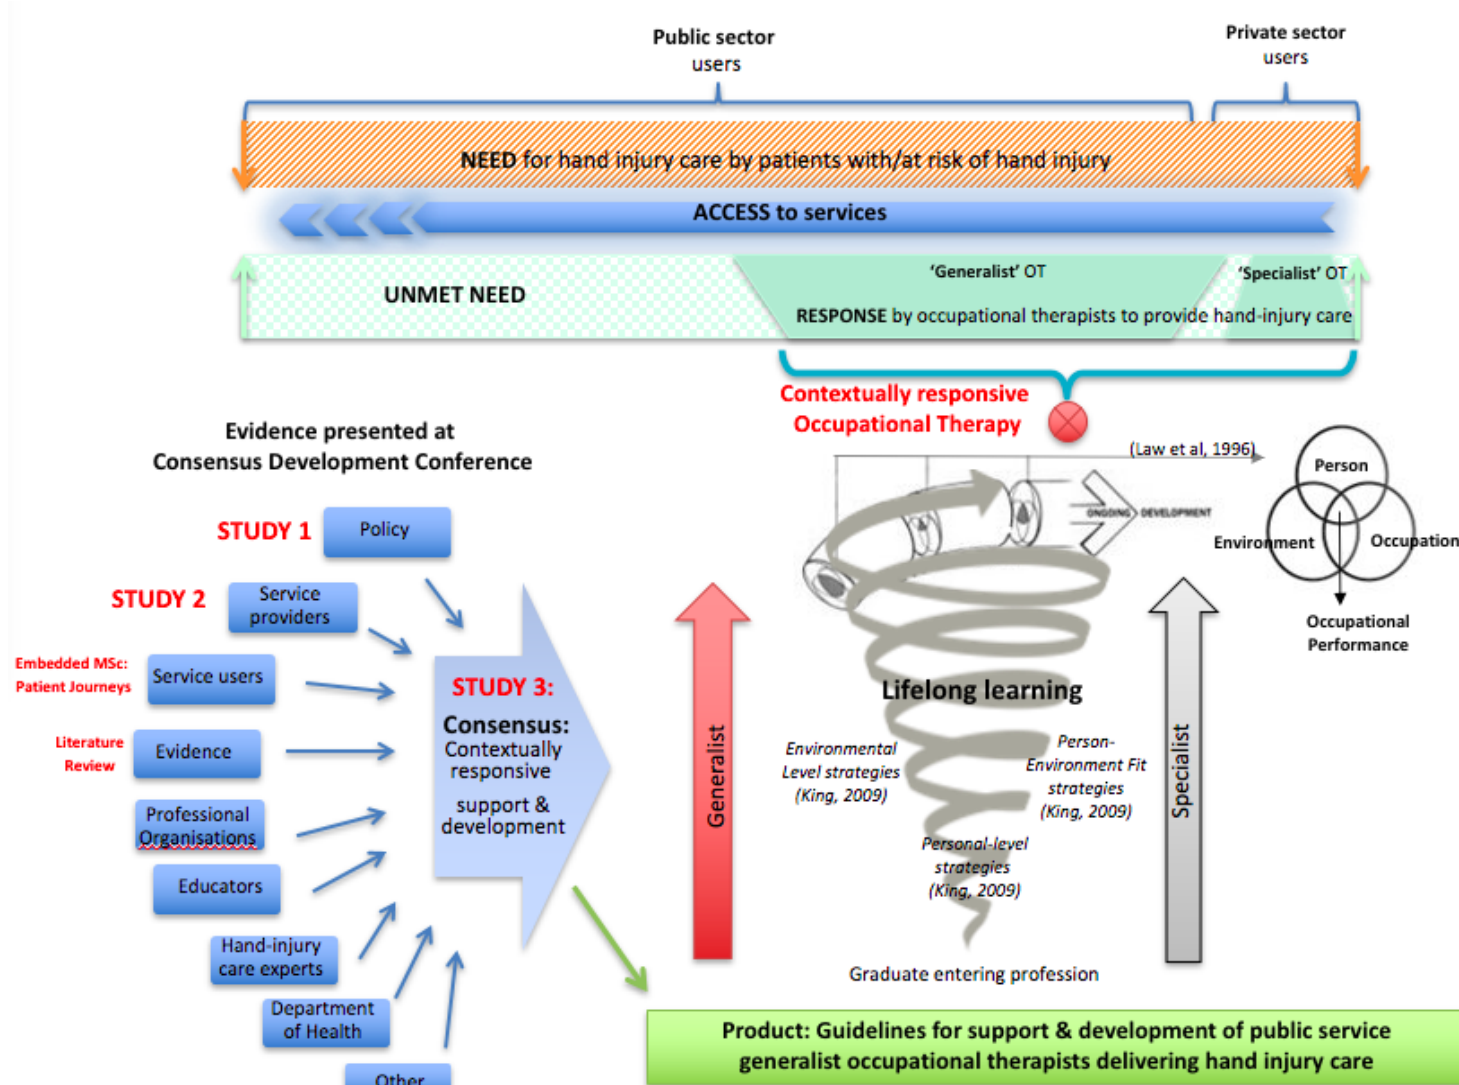 Public sector
users
Private sector
users
NEED for hand injury care by patients with/at risk of hand injury
ACCESS to services
UNMET NEED
'Generalist' OT
'Specialist' OT
RESPONSE by occupational therapists to provide hand-injury care
Contextually responsive
Occupational Therapy
Evidence presented at
Consensus Development Conference
STUDY 1
Policy
STUDY 2
Service
providers
Embedded MSc:
Patient Journeys
Service users
Literature
Review
Evidence
Professional
Organisations
Educators
Hand-injury
care experts
Department
of Health
Other
STUDY 3:
Consensus:
Contextually
responsive
support &
development
Generalist
(Law et al, 1996)
ONGOING DEVELOPMENT
Person
Environment
Occupation
Occupational
Performance
Lifelong learning
Environmental
Level strategies
(King, 2009)
Person-
Environment Fit
strategies
(King, 2009)
Personal-level
strategies
(King, 2009)
Specialist
Graduate entering profession
Product: Guidelines for support & development of public service
generalist occupational therapists delivering hand injury care